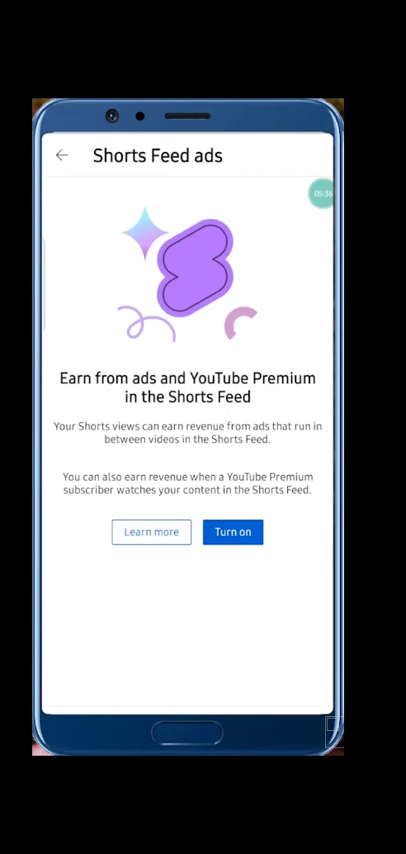 Shorts Feed ads
05:36
Earn from ads and YouTube Premium
in the Shorts Feed
Your Shorts views can earn revenue from ads that run in
between videos in the Shorts Feed.
You can also earn revenue when a YouTube Premium
subscriber watches your content in the Shorts Feed.
Learn more
Turn on